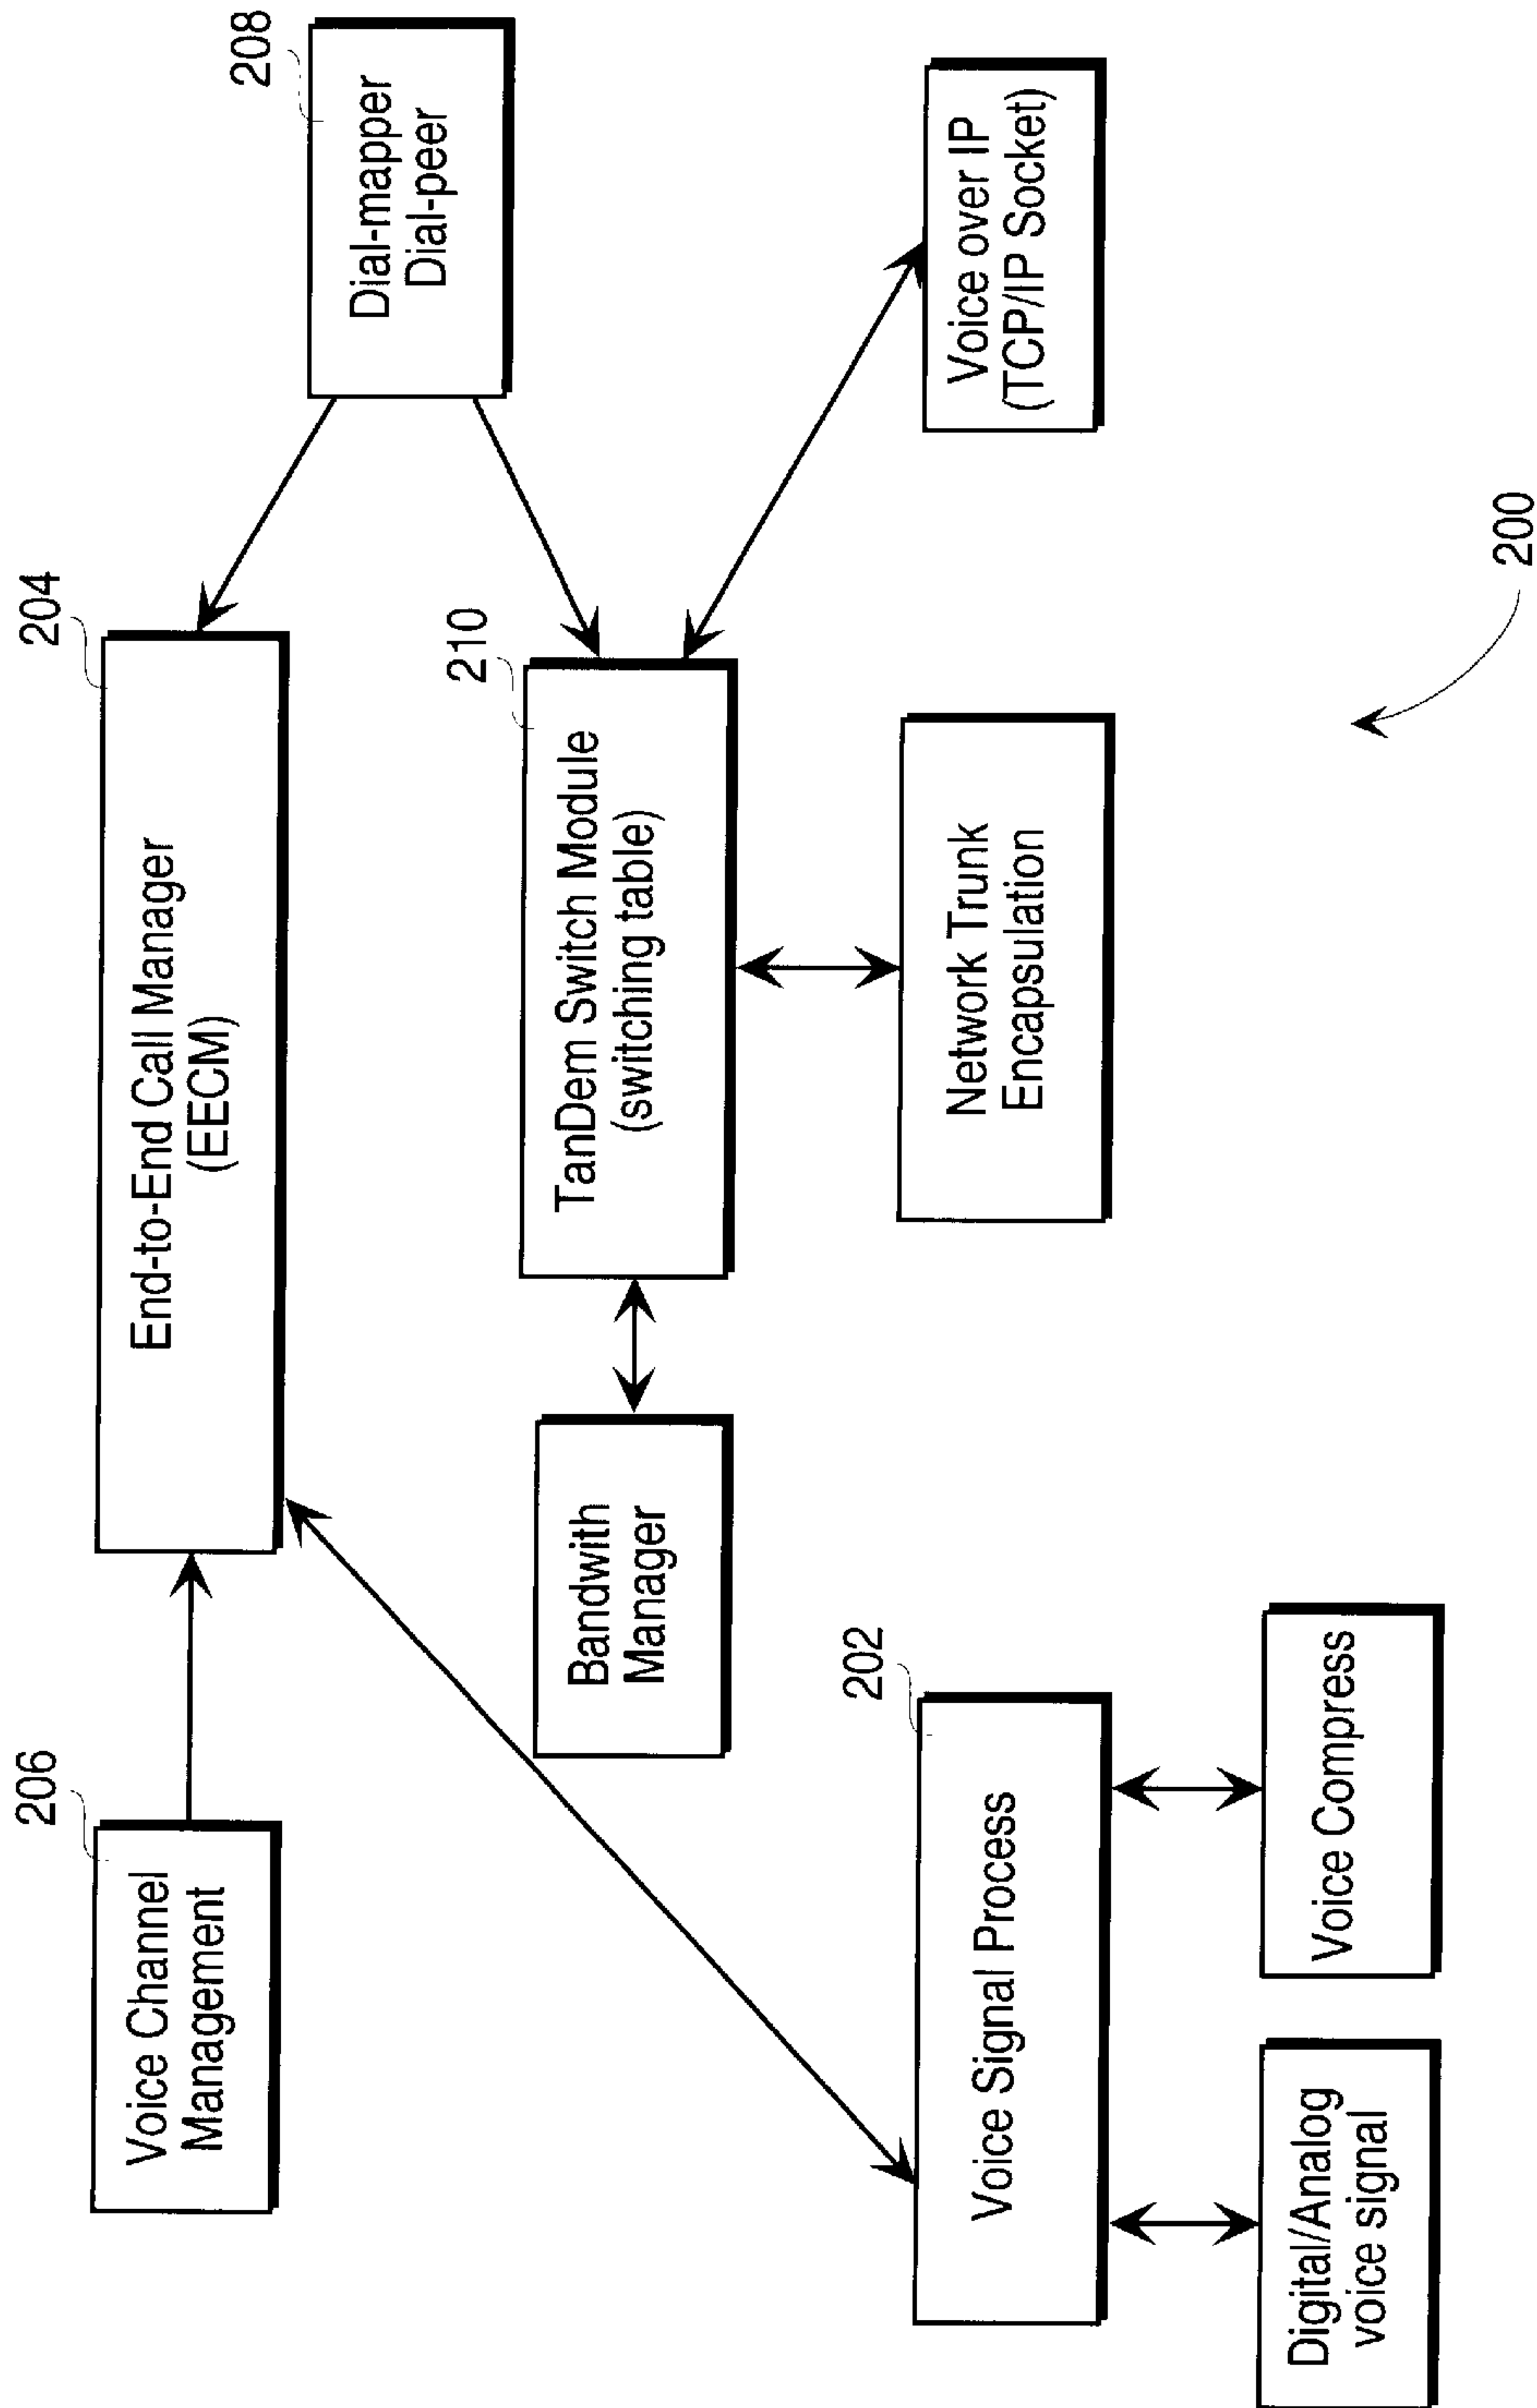 206
Voice Channel
Management
204
End-to-End Call Manager
(EECM)
208
Dial-mapper
Dial-peer
Bandwith
Manager
210
TanDem Switch Module
(switching table)
202
Voice Signal Process
Network Trunk
Encapsulation
Voice over IP
(TCP/IP Socket)
Digital/Analog
voice signal
Voice Compress
200